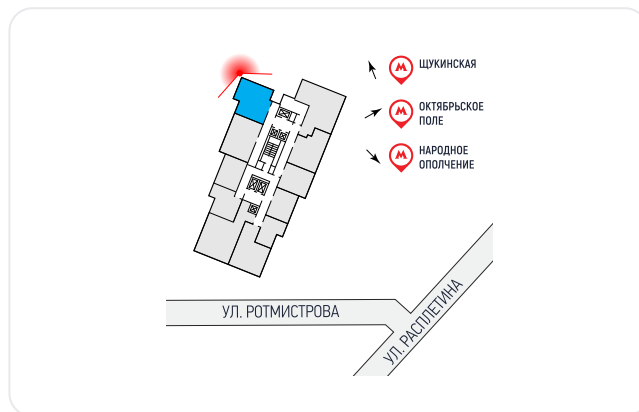 ЩУКИНСКАЯ
ОКТЯБРЬСКОЕ
ПОЛЕ
НАРОДНОЕ
ОПОЛЧЕНИЕ
УЛ. РОТМИСТРОВА
УЛ. РАСПЛЕТИНА